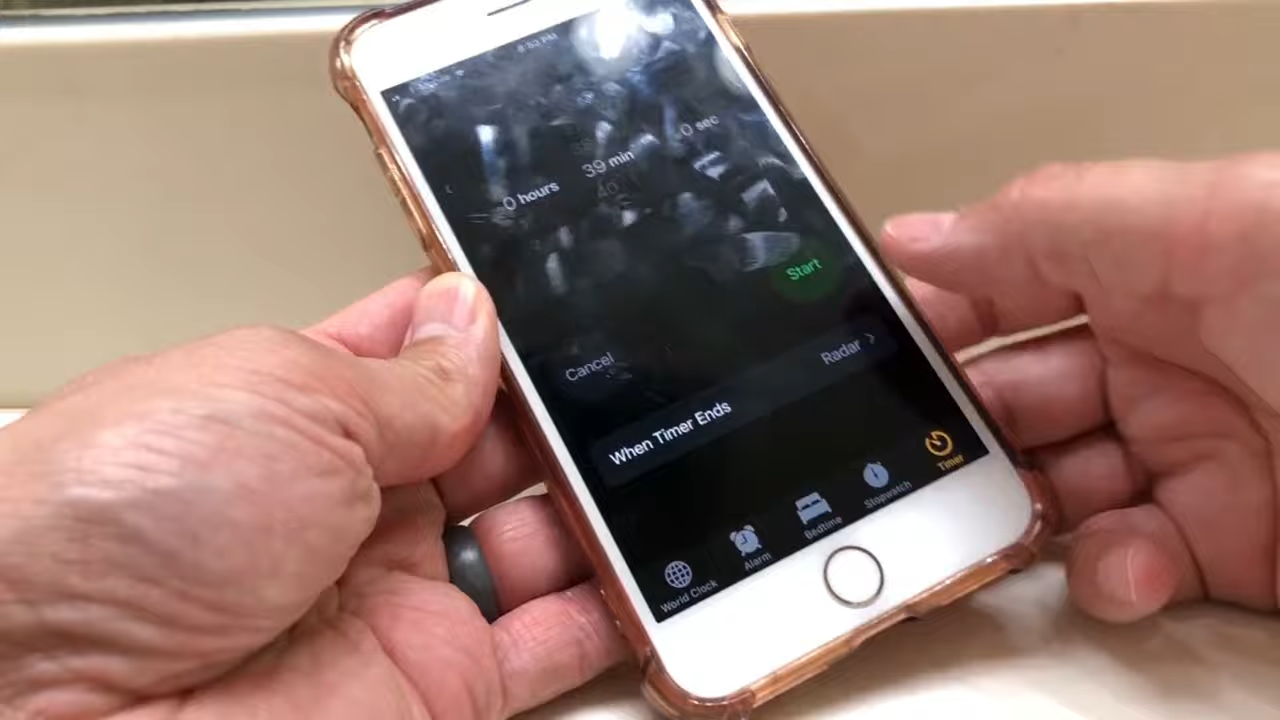 0 hours 39 min 0 sec
40
Start
Cancel
When Timer Ends Radar
World Clock Alarm Bedtime Stopwatch Timer